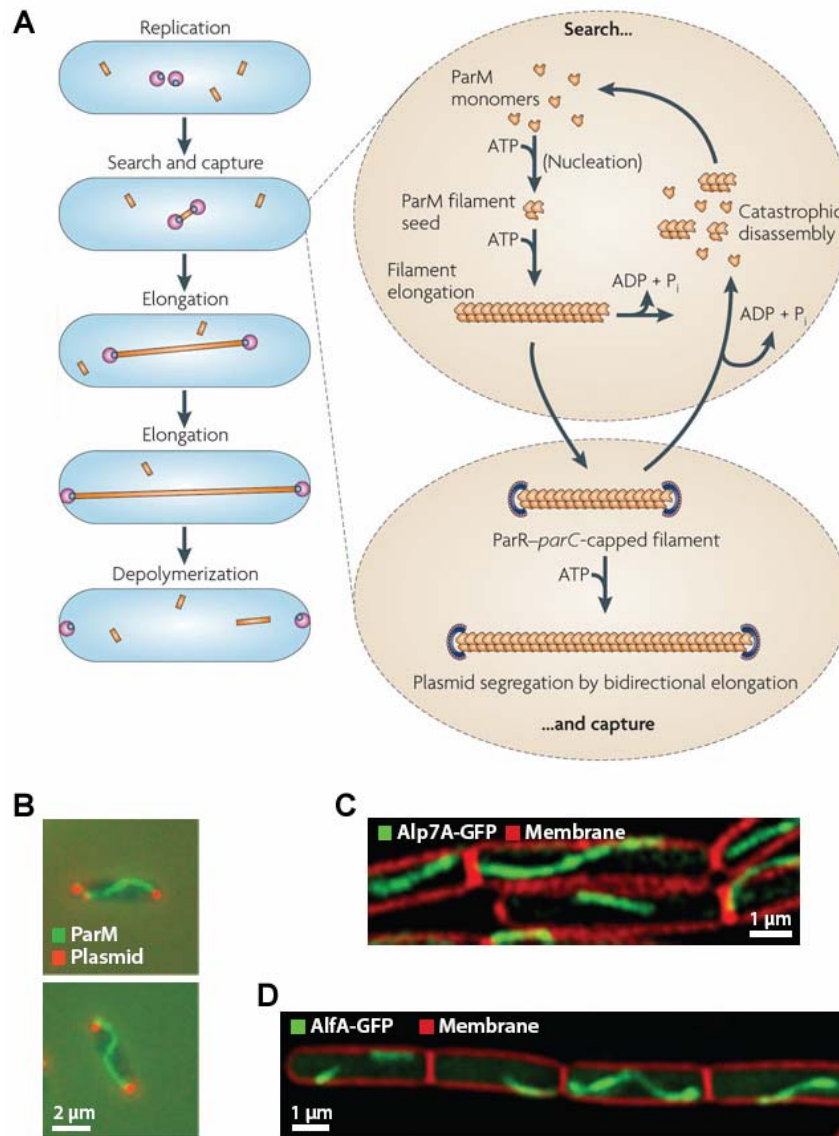 A
Replication
Search and capture
Elongation
Elongation
Depolymerization
Search...
ParM
monomers
ATP
(Nucleation)
ParM filament
seed
ATP
Filament
elongation
ADP + Pi
Catastrophic
disassembly
ADP + Pi
ParR–parC-capped filament
ATP
Plasmid segregation by bidirectional elongation
...and capture
B
ParM
Plasmid
2 µm
C
Alp7A-GFP Membrane
1 µm
D
AlfA-GFP Membrane
1 µm